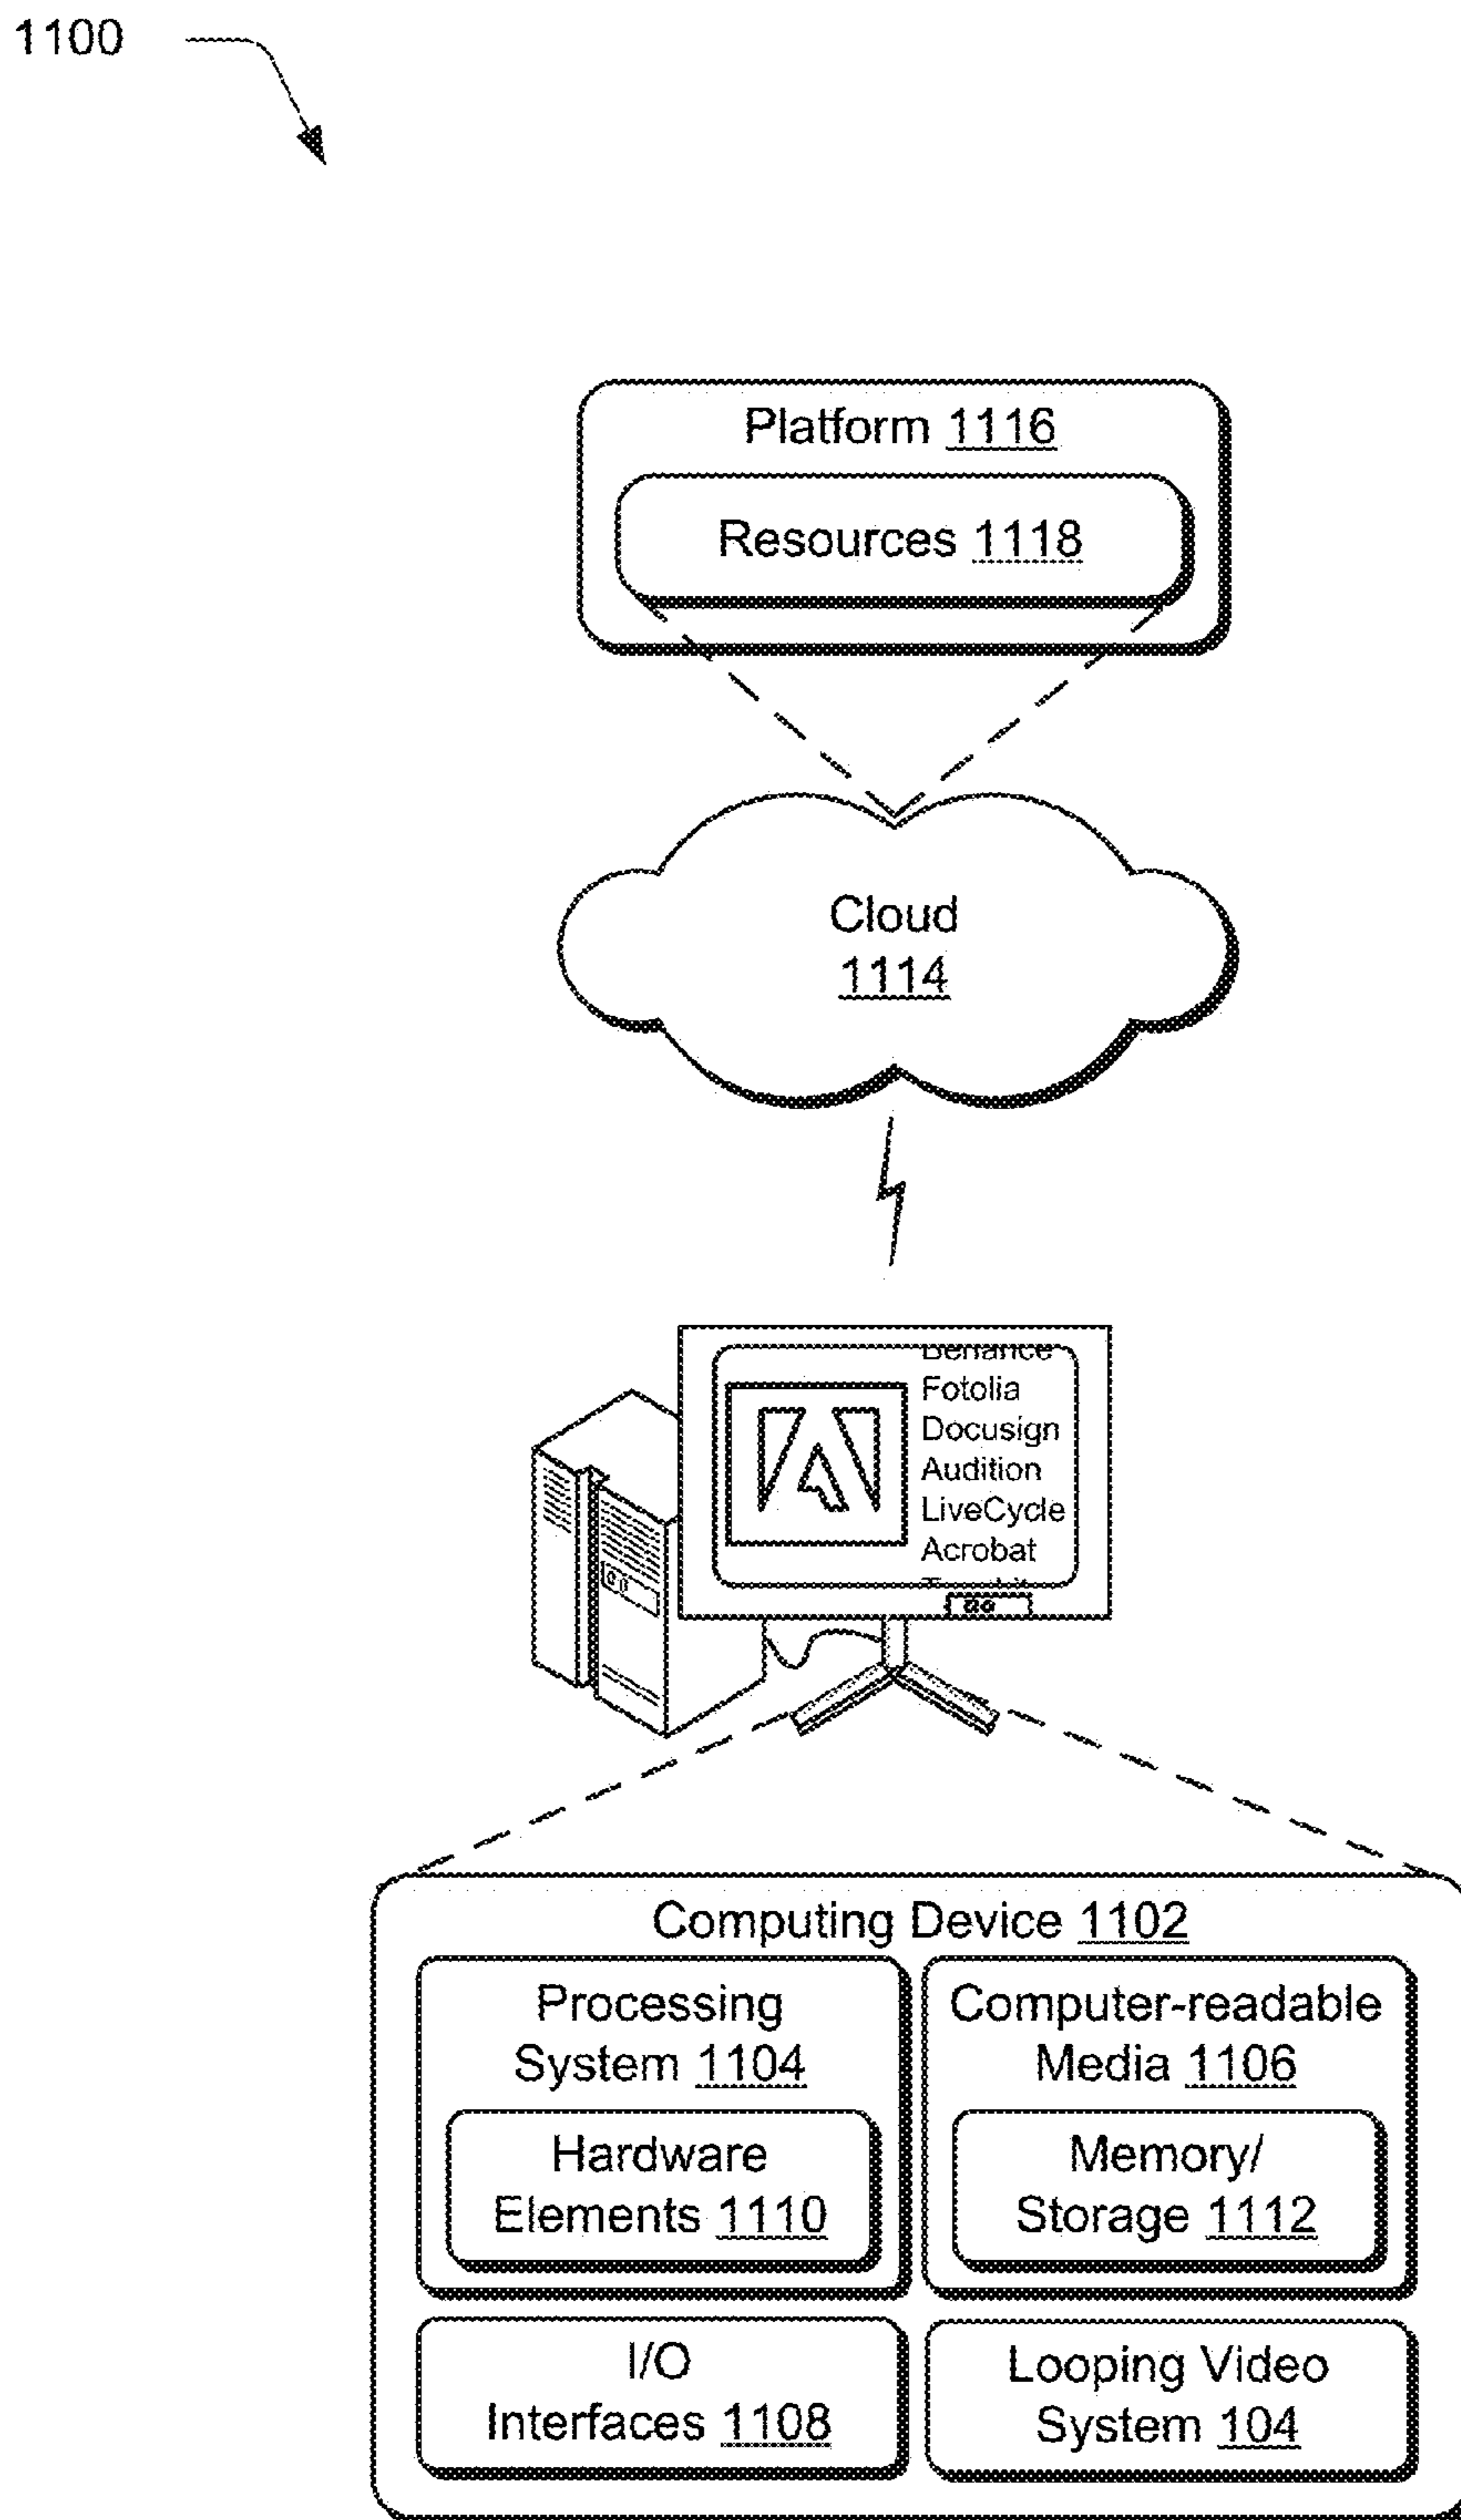 1100
Platform 1116
Resources 1118
Cloud
1114
Fotolia
Docusign
Audition
LiveCycle
Acrobat
Computing Device 1102
Processing
System 1104
Hardware
Elements 1110
Computer-readable
Media 1106
Memory/
Storage 1112
I/O
Interfaces 1108
Looping Video
System 104